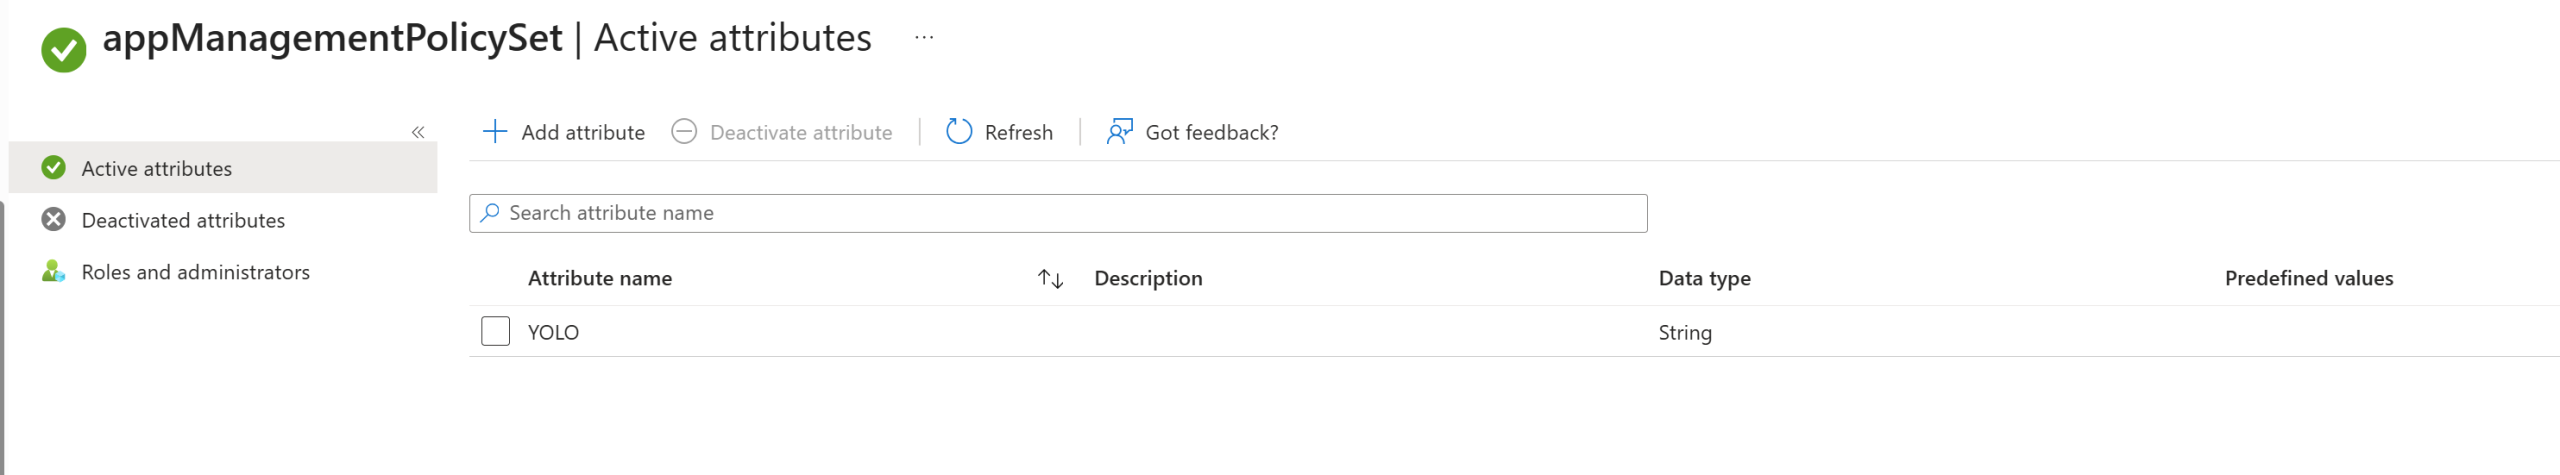 appManagementPolicySet | Active attributes ...
«
Active attributes
Deactivated attributes
Roles and administrators
Add attribute Deactivate attribute Refresh Got feedback?
Search attribute name
Attribute name Description Data type Predefined values
YOLO String